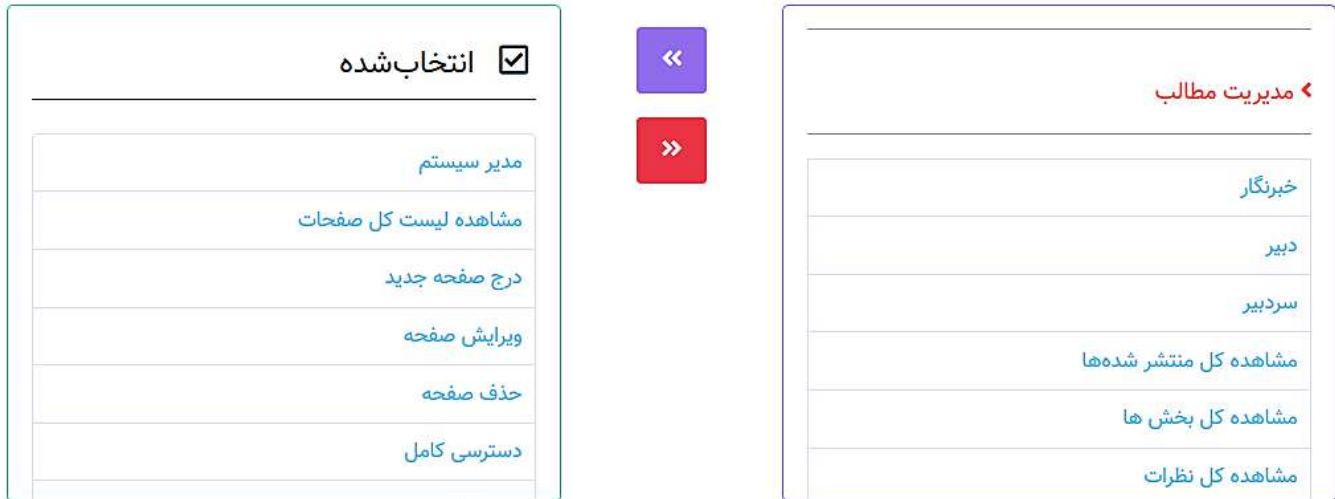 مدیریت مطالب
خبرنگار
دبیر
سردبیر
مشاهده کل منتشر شده‌ها
مشاهده کل بخش ها
مشاهده کل نظرات
انتخاب‌شده
مدیر سیستم
مشاهده لیست کل صفحات
درج صفحه جدید
ویرایش صفحه
حذف صفحه
دسترسی کامل